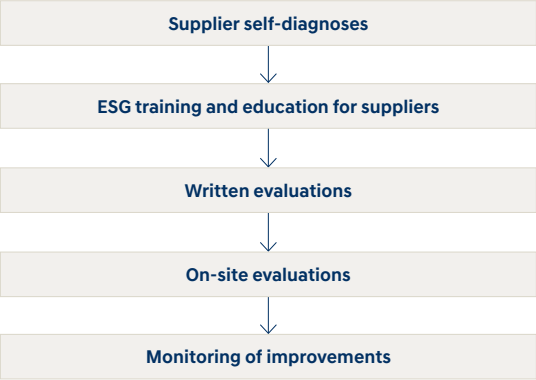 Supplier self-diagnoses
ESG training and education for suppliers
Written evaluations
On-site evaluations
Monitoring of improvements